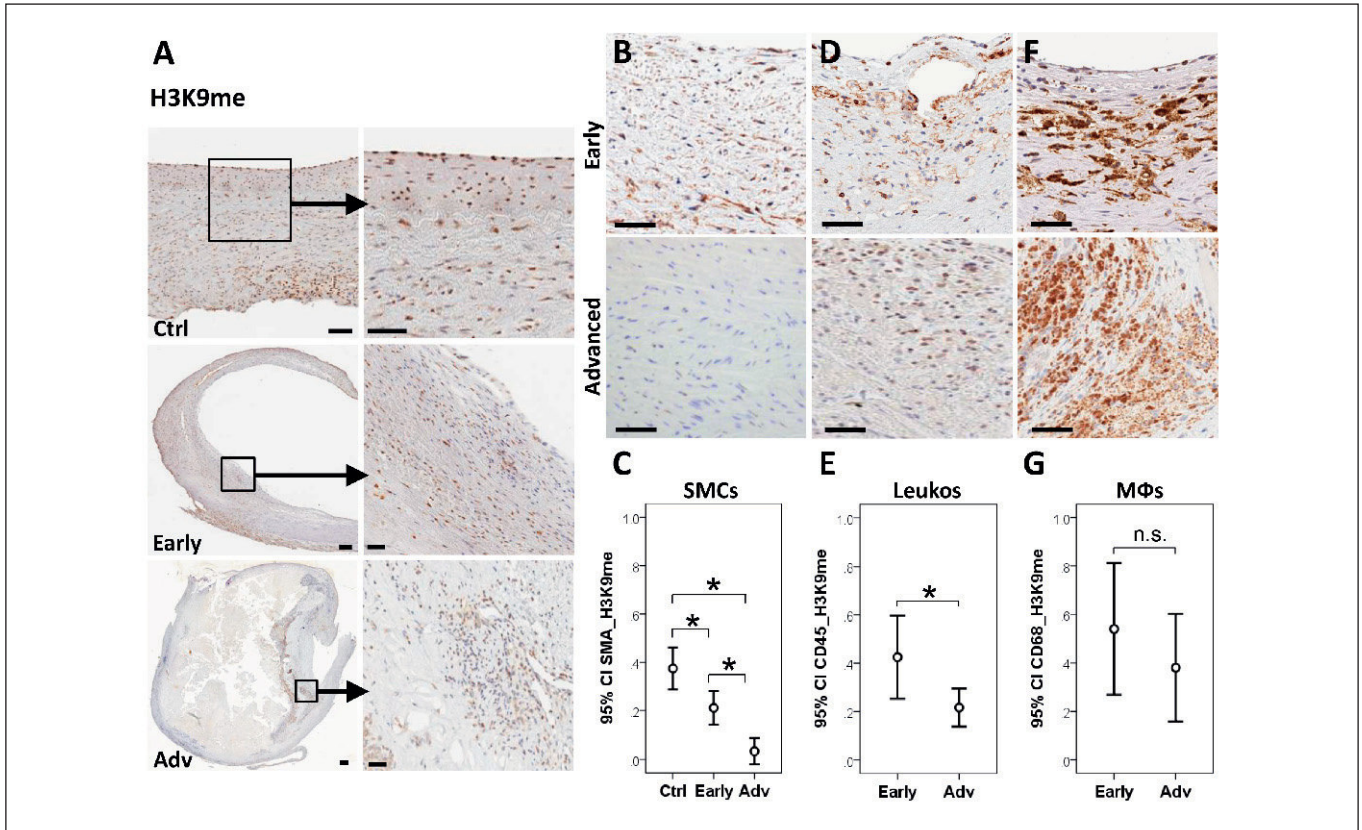 A
H3K9me
Ctrl
Early
Adv
B
D
F
Early
Advanced
C
SMCs
95% CI SMA_H3K9me
1.0
.8
.6
.4
.2
.0
*
*
*
Ctrl Early Adv
E
Leukos
95% CI CD45_H3K9me
1.0
.8
.6
.4
.2
.0
*
Early Adv
G
MΦs
95% CI CD68_H3K9me
1.0
.8
.6
.4
.2
.0
n.s.
Early Adv